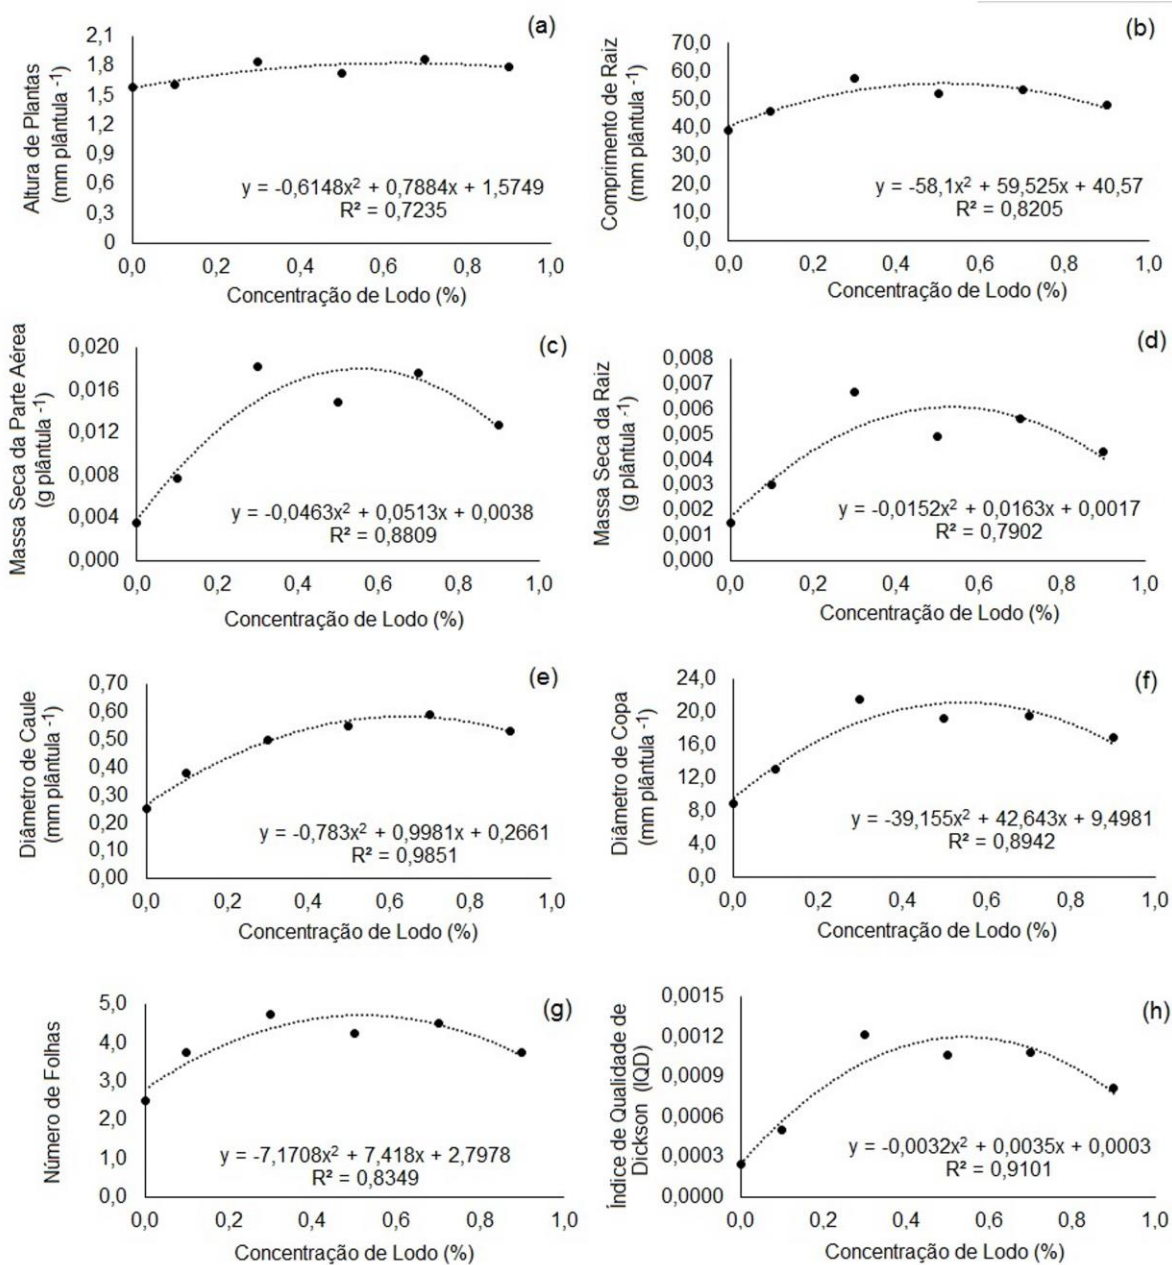 (a)
Altura de Plantas
(mm plântula ⁻¹)
2,1
1,8
1,5
1,2
0,9
0,6
0,3
0
y = -0,6148x² + 0,7884x + 1,5749
R² = 0,7235
0,0 0,2 0,4 0,6 0,8 1,0
Concentração de Lodo (%)
(b)
Comprimento de Raiz
(mm plântula ⁻¹)
70,0
60,0
50,0
40,0
30,0
20,0
10,0
0,0
y = -58,1x² + 59,525x + 40,57
R² = 0,8205
0,0 0,2 0,4 0,6 0,8 1,0
Concentração de Lodo (%)
(c)
Massa Seca da Parte Aérea
(g plântula ⁻¹)
0,020
0,016
0,012
0,008
0,004
0,000
y = -0,0463x² + 0,0513x + 0,0038
R² = 0,8809
0,0 0,2 0,4 0,6 0,8 1,0
Concentração de Lodo (%)
(d)
Massa Seca da Raiz
(g plântula ⁻¹)
0,008
0,007
0,006
0,005
0,004
0,003
0,002
0,001
0,000
y = -0,0152x² + 0,0163x + 0,0017
R² = 0,7902
0,0 0,2 0,4 0,6 0,8 1,0
Concentração de Lodo (%)
(e)
Diâmetro de Caule
(mm plântula ⁻¹)
0,70
0,60
0,50
0,40
0,30
0,20
0,10
0,00
y = -0,783x² + 0,9981x + 0,2661
R² = 0,9851
0,0 0,2 0,4 0,6 0,8 1,0
Concentração de Lodo (%)
(f)
Diâmetro de Copa
(mm plântula ⁻¹)
24,0
20,0
16,0
12,0
8,0
4,0
0,0
y = -39,155x² + 42,643x + 9,4981
R² = 0,8942
0,0 0,2 0,4 0,6 0,8 1,0
Concentração de Lodo (%)
(g)
Número de Folhas
5,0
4,0
3,0
2,0
1,0
0,0
y = -7,1708x² + 7,418x + 2,7978
R² = 0,8349
0,0 0,2 0,4 0,6 0,8 1,0
Concentração de Lodo (%)
(h)
Índice de Qualidade de
Dickson (IQD)
0,0015
0,0012
0,0009
0,0006
0,0003
0,0000
y = -0,0032x² + 0,0035x + 0,0003
R² = 0,9101
0,0 0,2 0,4 0,6 0,8 1,0
Concentração de Lodo (%)